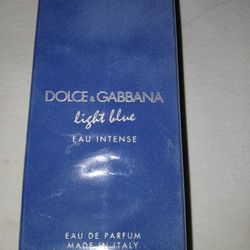 DOLCE & GABBANA
light blue
EAU INTENSE
EAU DE PARFUM
MADE IN ITALY